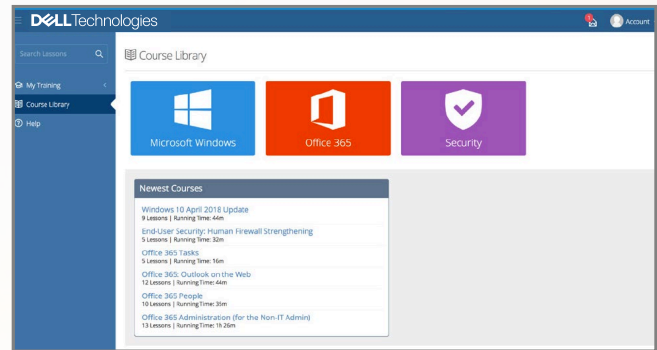 DELLTechnologies
1
Account
Search Lessons
My Training
Course Library
Help
Course Library
Microsoft Windows
Office 365
Security
Newest Courses
Windows 10 April 2018 Update
9 Lessons | Running Time: 44m
End-User Security: Human Firewall Strengthening
5 Lessons | Running Time: 32m
Office 365 Tasks
5 Lessons | Running Time: 16m
Office 365: Outlook on the Web
12 Lessons | Running Time: 44m
Office 365 People
10 Lessons | Running Time: 35m
Office 365 Administration (for the Non-IT Admin)
13 Lessons | Running Time: 1h 26m